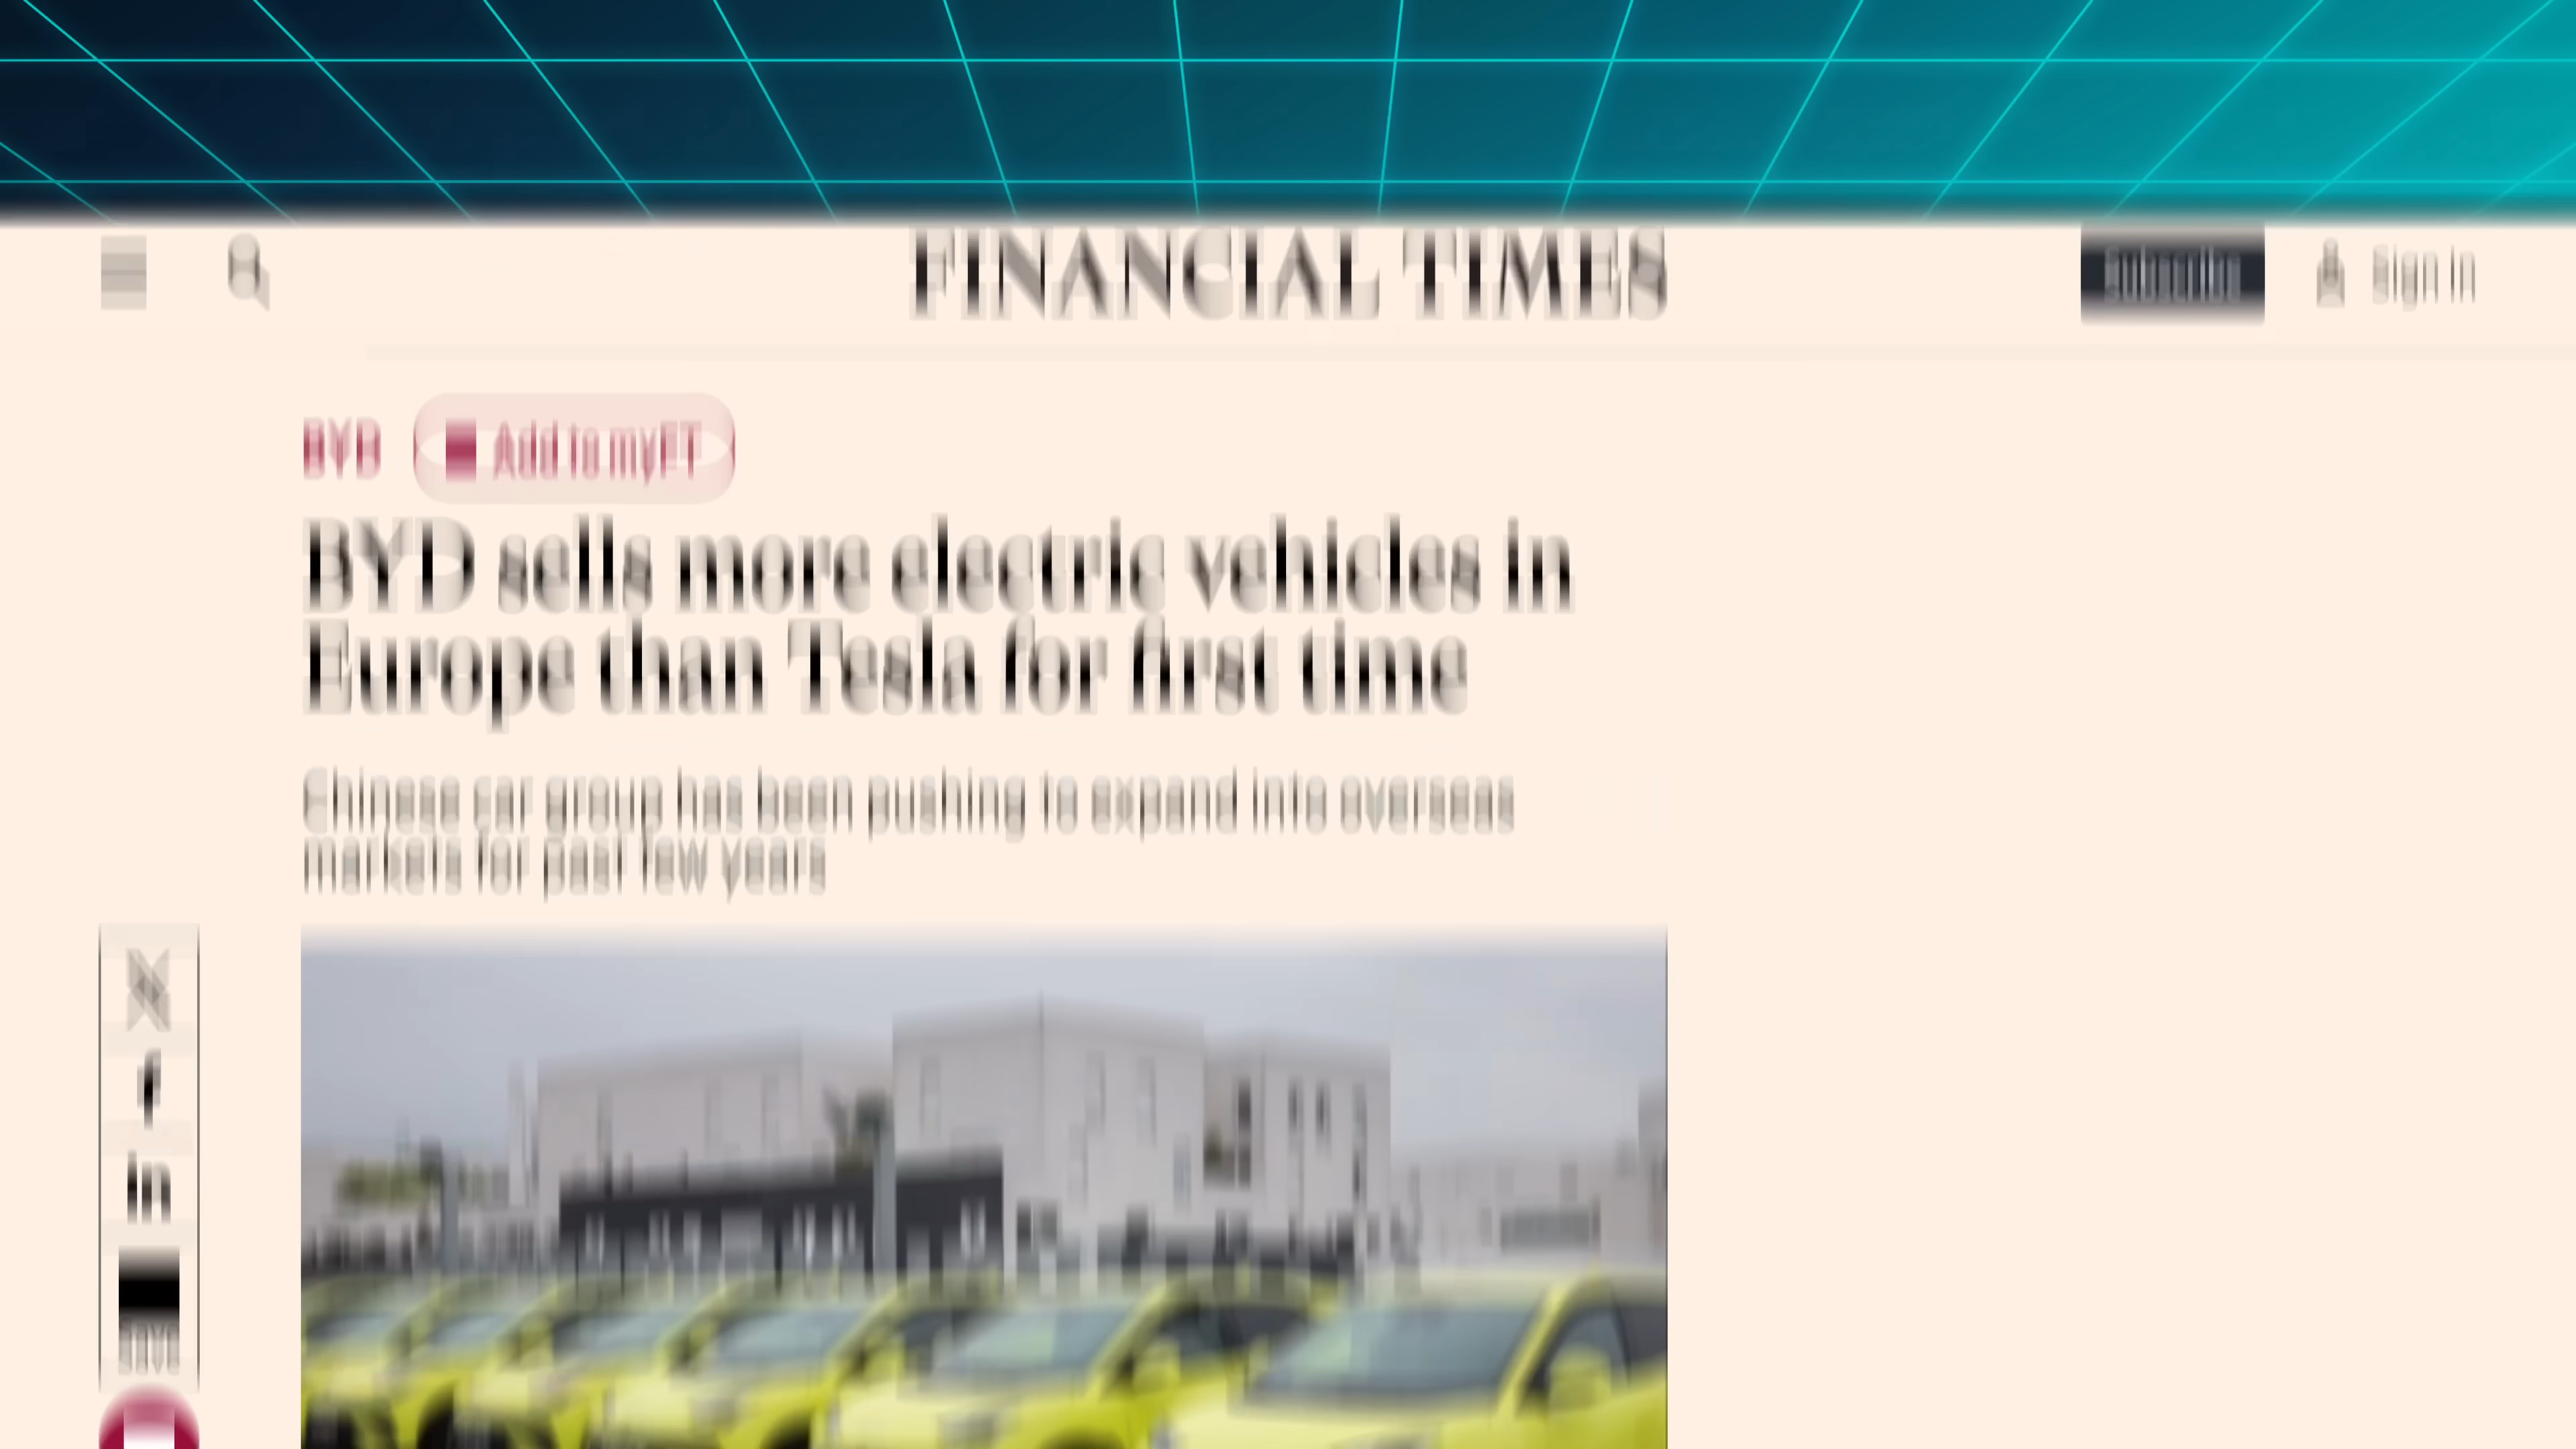 FINANCIAL TIMES
Subscribe
Sign In
BYD
Add to myFT
BYD sells more electric vehicles in
Europe than Tesla for first time
Chinese car group has been pushing to expand into overseas
markets for past few years
X
f
in
Save